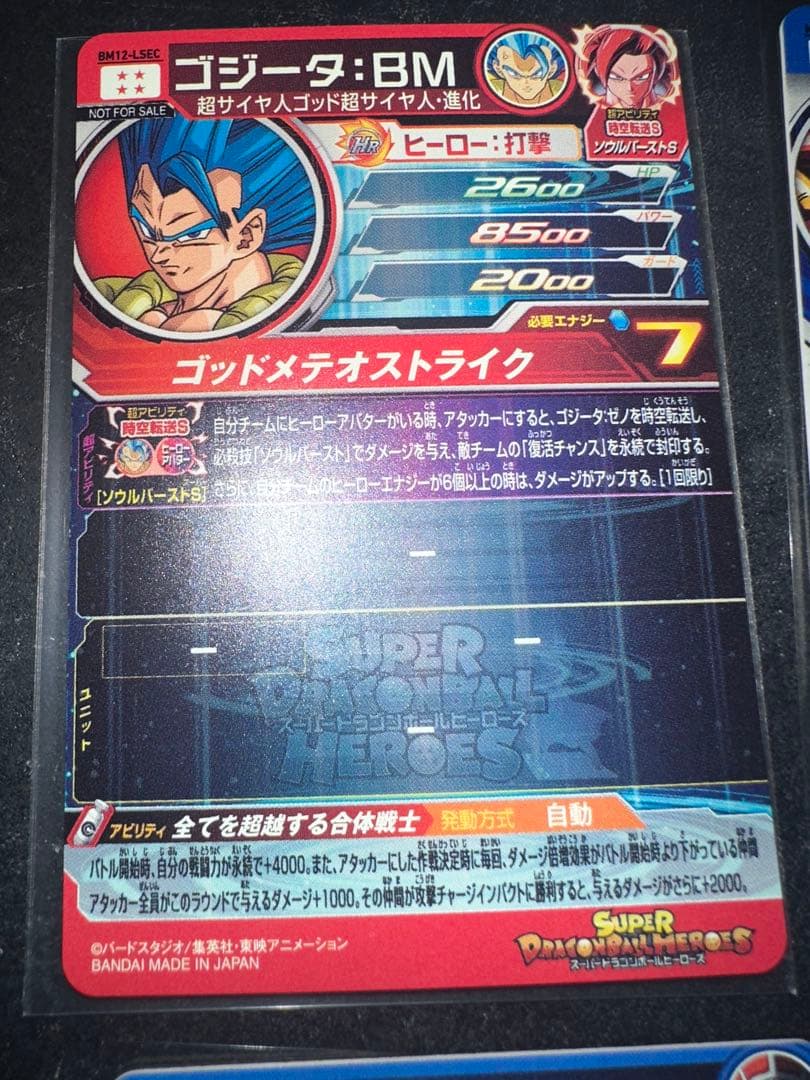 BM12-LSEC
NOT FOR SALE
ゴジータ:BM
超サイヤ人ゴッド超サイヤ人・進化
超アビリティ
時空転送S
ソウルバーストS
HR ヒーロー:打撃
HP
2600
パワー
8500
ガード
2000
必要エナジー 7
ゴッドメテオストライク
超アビリティ
超アビリティ
時空転送S
ヒーローアバター
[ソウルバーストS]
自分チームにヒーローアバターがいる時、アタッカーにすると、ゴジータ:ゼノを時空転送し、
必殺技「ソウルバースト」でダメージを与え、敵チームの「復活チャンス」を永続で封印する。
さらに、自分チームのヒーローエナジーが6個以上の時は、ダメージがアップする。[1回限り]
ー
ユニット
ー
ー
ー
SUPER
DRAGONBALL
スーパードラゴンボールヒーローズ
HEROES
アビリティ 全てを超越する合体戦士 発動方式 自動
バトル開始時、自分の戦闘力が永続で+4000。また、アタッカーにした作戦決定時に毎回、ダメージ倍増効果がバトル開始時より下がっている仲間
アタッカー全員がこのラウンドで与えるダメージ+1000。その仲間が攻撃チャージインパクトに勝利すると、与えるダメージがさらに+2000。
©バードスタジオ/集英社・東映アニメーション
BANDAI MADE IN JAPAN
SUPER
DRAGONBALL HEROES
スーパードラゴンボールヒーローズ